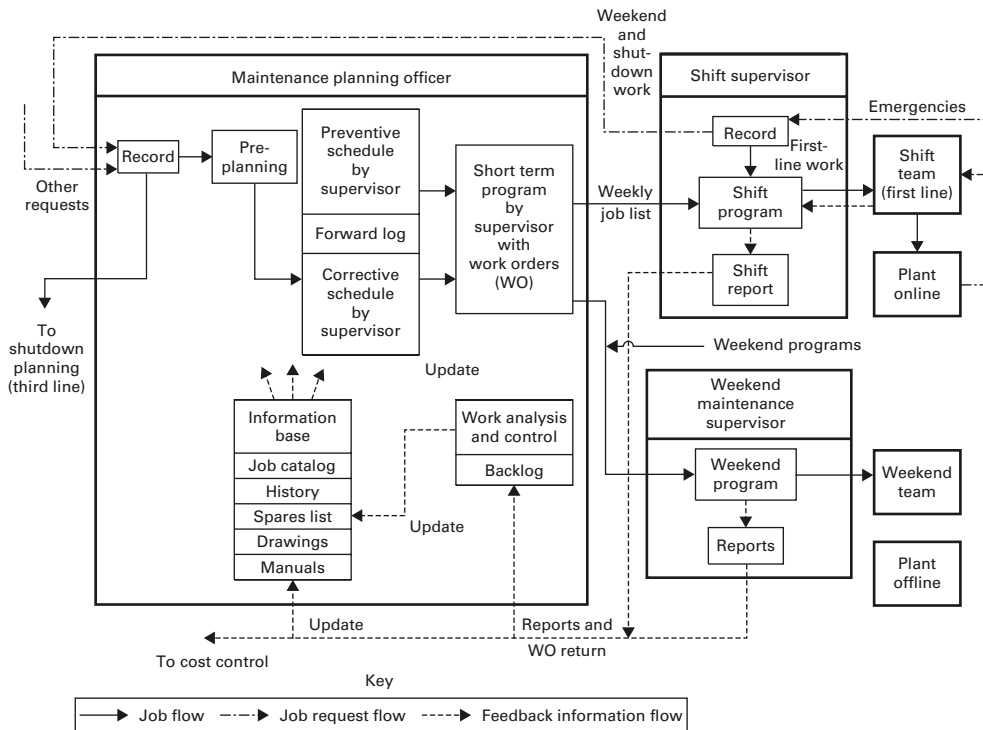 Weekend
and
shut-
down
work
Maintenance planning officer
Shift supervisor
Emergencies
Record
First-
line work
Shift
team
(first line)
Other
requests
Record
Pre-
planning
Preventive
schedule
by
supervisor
Forward log
Corrective
schedule by
supervisor
Short term
program
by
supervisor
with
work orders
(WO)
Weekly
job list
Shift
program
Shift
report
Plant
online
To
shutdown
planning
(third line)
Update
Weekend programs
Information
base
Job catalog
History
Spares list
Drawings
Manuals
Work analysis
and control
Backlog
Update
Weekend
maintenance
supervisor
Weekend
program
Reports
Weekend
team
Plant
offline
Update
Reports and
WO return
To cost control
Key
Job flow
Job request flow
Feedback information flow